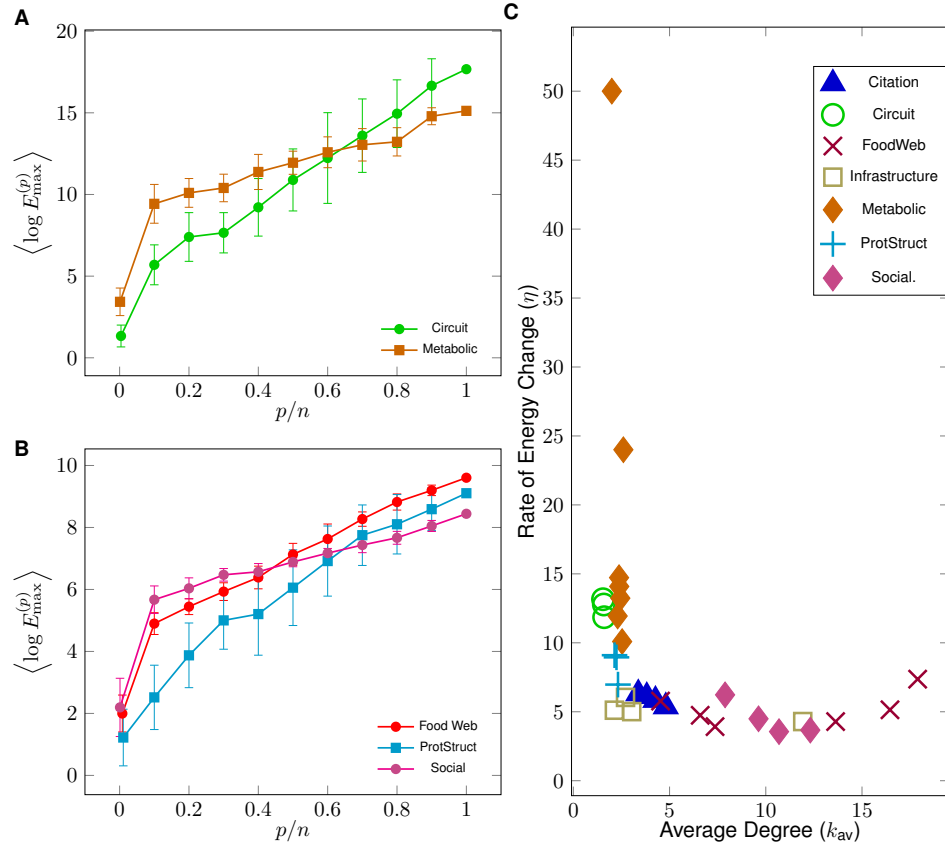 A
20
15
10
5
0
⟨log E_max^(p)⟩
0
0.2
0.4
0.6
0.8
1
p/n
Circuit
Metabolic
B
10
8
6
4
2
0
⟨log E_max^(p)⟩
0
0.2
0.4
0.6
0.8
1
p/n
Food Web
ProtStruct
Social
C
50
45
40
35
30
25
20
15
10
5
0
Rate of Energy Change (η)
0
5
10
15
Average Degree (k_av)
Citation
Circuit
FoodWeb
Infrastructure
Metabolic
ProtStruct
Social.